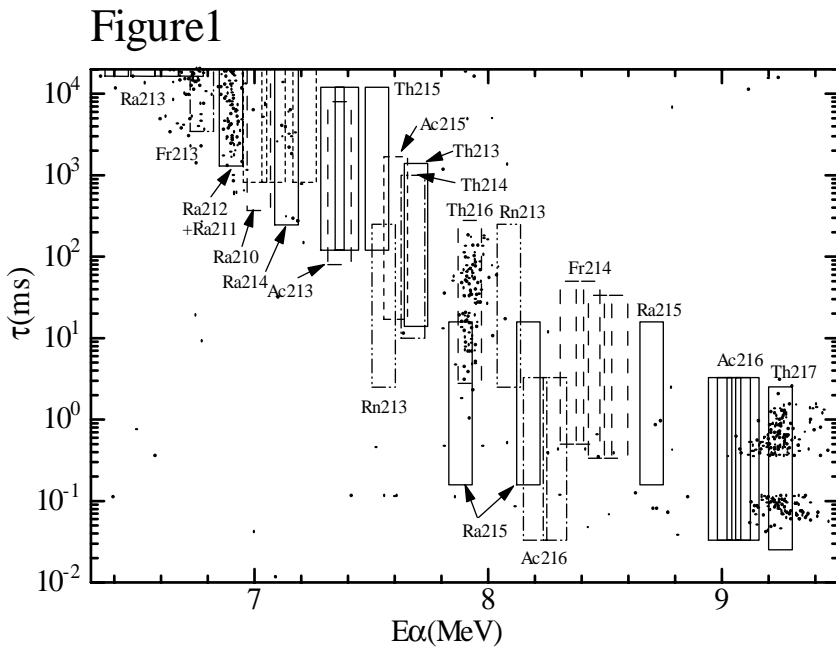 Figure1
10^4
10^3
10^2
10^1
10^0
10^-1
10^-2
τ(ms)
7
8
9
Eα(MeV)
Ra213
Fr213
Ra212
+Ra211
Ra210
Ra214
Ac213
Th215
Ac215
Th213
Th214
Th216
Rn213
Fr214
Ra215
Ac216
Th217
Rn213
Ra215
Ac216